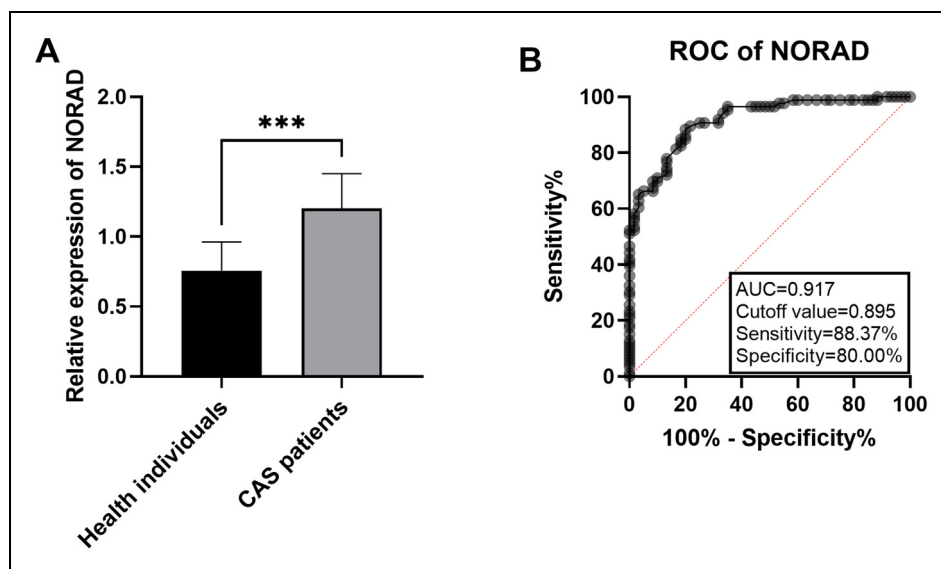 A
Relative expression of NORAD
2.0
1.5
1.0
0.5
0.0
***
Health individuals
CAS patients
B
ROC of NORAD
Sensitivity%
100
80
60
40
20
0
AUC=0.917
Cutoff value=0.895
Sensitivity=88.37%
Specificity=80.00%
0 20 40 60 80 100
100% - Specificity%